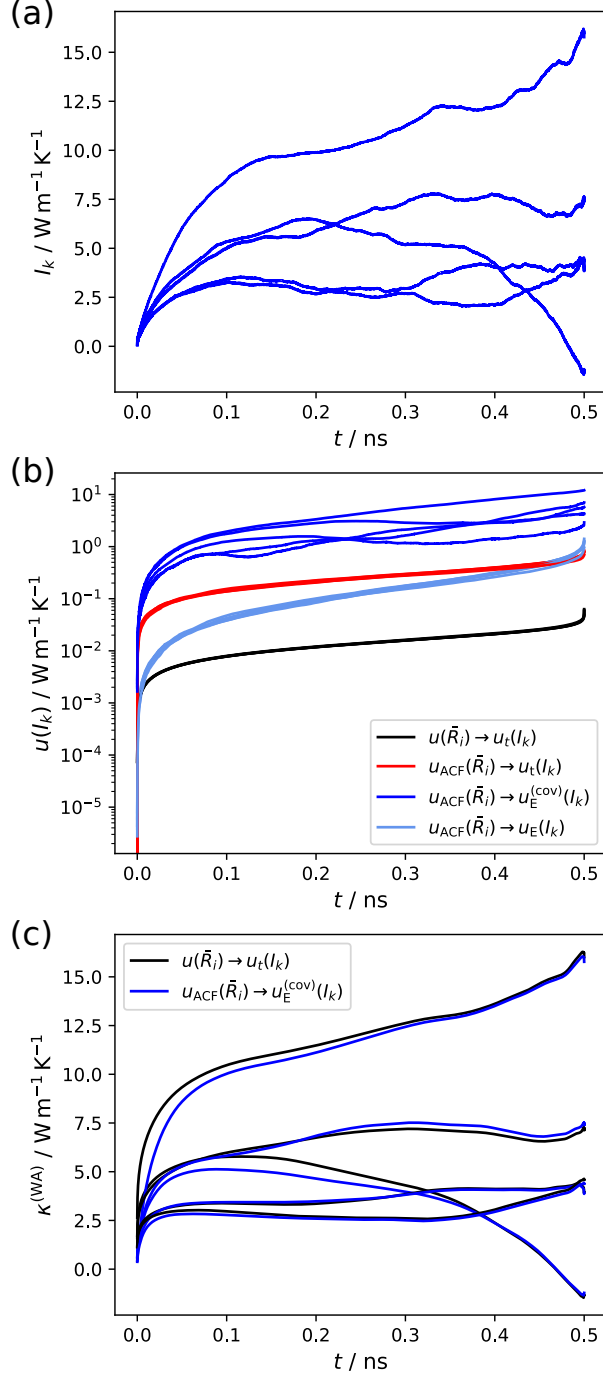 (a)
15.0
12.5
10.0
7.5
5.0
2.5
0.0
I_k / W m⁻¹ K⁻¹
0.0 0.1 0.2 0.3 0.4 0.5
t / ns
(b)
10¹
10⁰
10⁻¹
10⁻²
10⁻³
10⁻⁴
10⁻⁵
u(I_k) / W m⁻¹ K⁻¹
u(R̄_i) → u_t(I_k)
u_ACF(R̄_i) → u_t(I_k)
u_ACF(R̄_i) → u_E^(cov)(I_k)
u_ACF(R̄_i) → u_E(I_k)
0.0 0.1 0.2 0.3 0.4 0.5
t / ns
(c)
u(R̄_i) → u_t(I_k)
u_ACF(R̄_i) → u_E^(cov)(I_k)
15.0
12.5
10.0
7.5
5.0
2.5
0.0
κ^(WA) / W m⁻¹ K⁻¹
0.0 0.1 0.2 0.3 0.4 0.5
t / ns